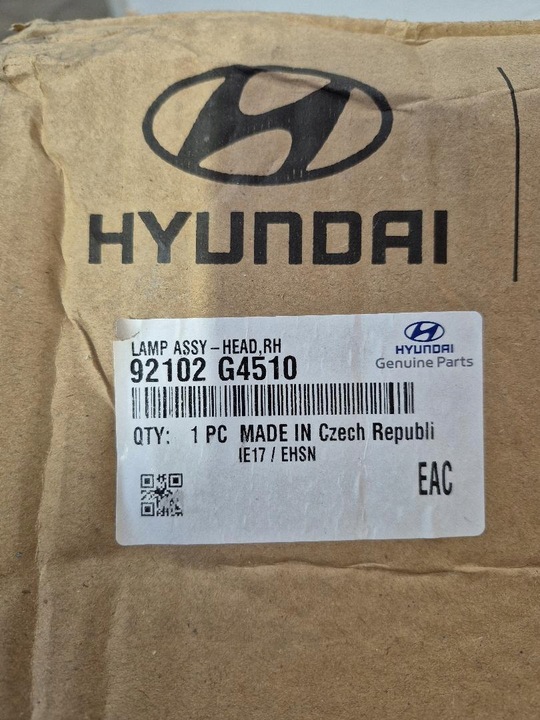 HYUNDAI
LAMP ASSY-HEAD,RH
92102 G4510
HYUNDAI
Genuine Parts
QTY: 1 PC MADE IN Czech Republi
IE17 / EHSN
EAC